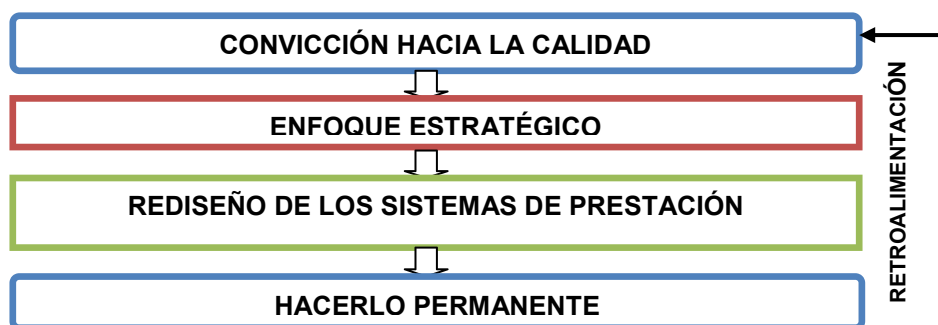 CONVICCIÓN HACIA LA CALIDAD
ENFOQUE ESTRATÉGICO
REDISEÑO DE LOS SISTEMAS DE PRESTACIÓN
HACERLO PERMANENTE
RETROALIMENTACIÓN